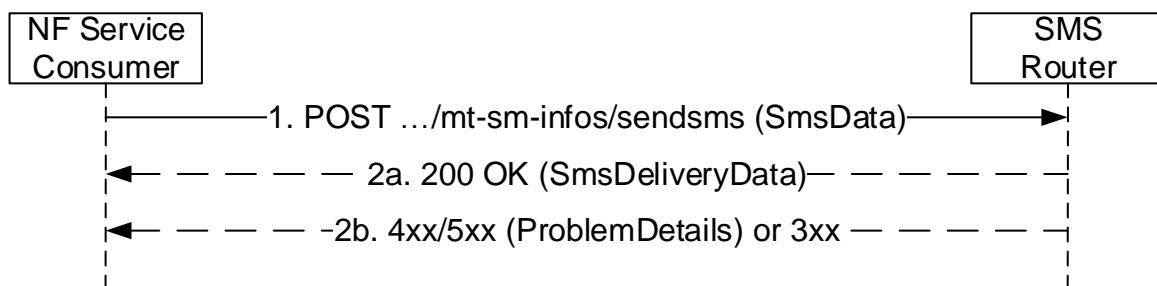 NF Service
Consumer
SMS
Router
1. POST …/mt-sm-infos/sendsms (SmsData)
2a. 200 OK (SmsDeliveryData)
2b. 4xx/5xx (ProblemDetails) or 3xx